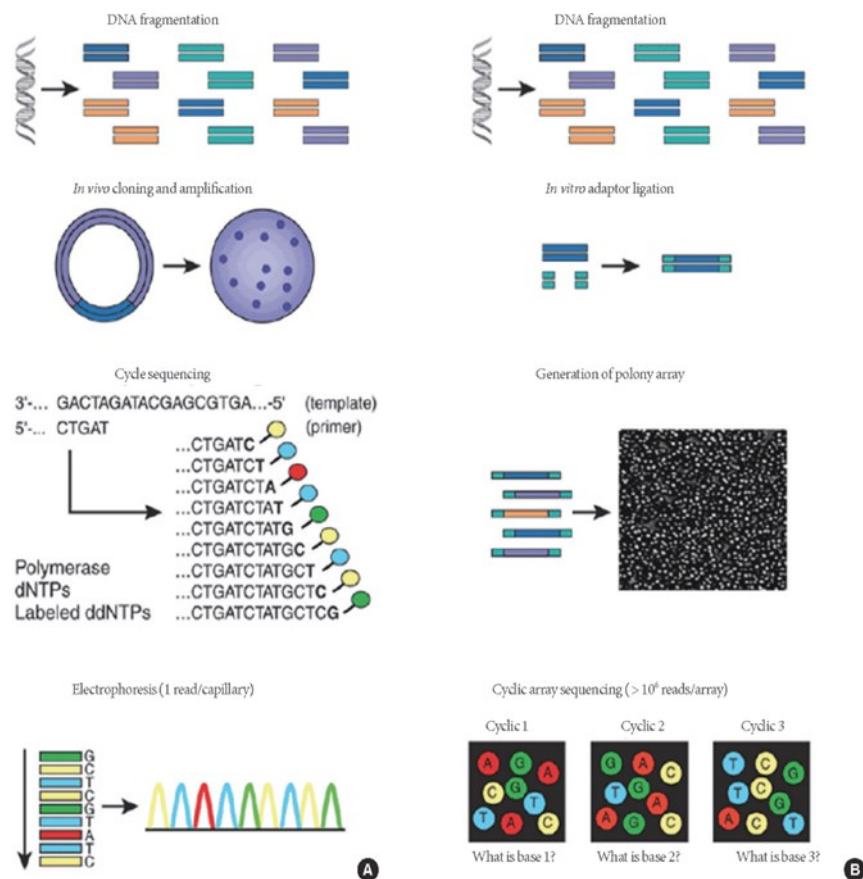 DNA fragmentation
In vivo cloning and amplification
Cycle sequencing
3'-... GACTAGATACGAGCGTGA...-5' (template)
5'-... CTGAT (primer)
...CTGATC
...CTGATCT
...CTGATCTA
...CTGATCTAT
...CTGATCTATG
...CTGATCTATGC
...CTGATCTATGCT
...CTGATCTATGCTC
...CTGATCTATGCTCG
Polymerase
dNTPs
Labeled ddNTPs
Electrophoresis (1 read/capillary)
G
C
T
C
G
T
A
T
C
A
DNA fragmentation
In vitro adaptor ligation
Generation of polony array
Cyclic array sequencing (> 10⁶ reads/array)
Cyclic 1
A G A
C G T
T A C
What is base 1?
Cyclic 2
G A C
T G A
A G C
What is base 2?
Cyclic 3
T C G
T C G
A C T
What is base 3?
B